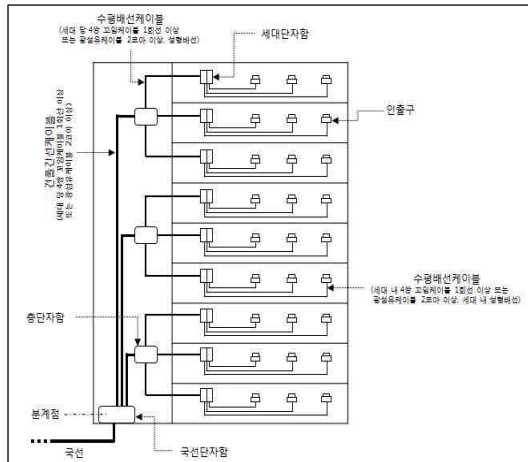 수평배선케이블
(세대 당 4쌍 꼬임케이블 1회선 이상
또는 광섬유케이블 2코아 이상, 성형배선)
세대단자함
인출구
건물간선케이블
(세대 당 4쌍 꼬임케이블 1회선 이상
또는 광섬유케이블 2코아 이상)
수평배선케이블
(세대 내 4쌍 꼬임케이블 1회선 이상 또는
광섬유케이블 2코아 이상, 세대 내 성형배선)
층단자함
분계점
국선
국선단자함